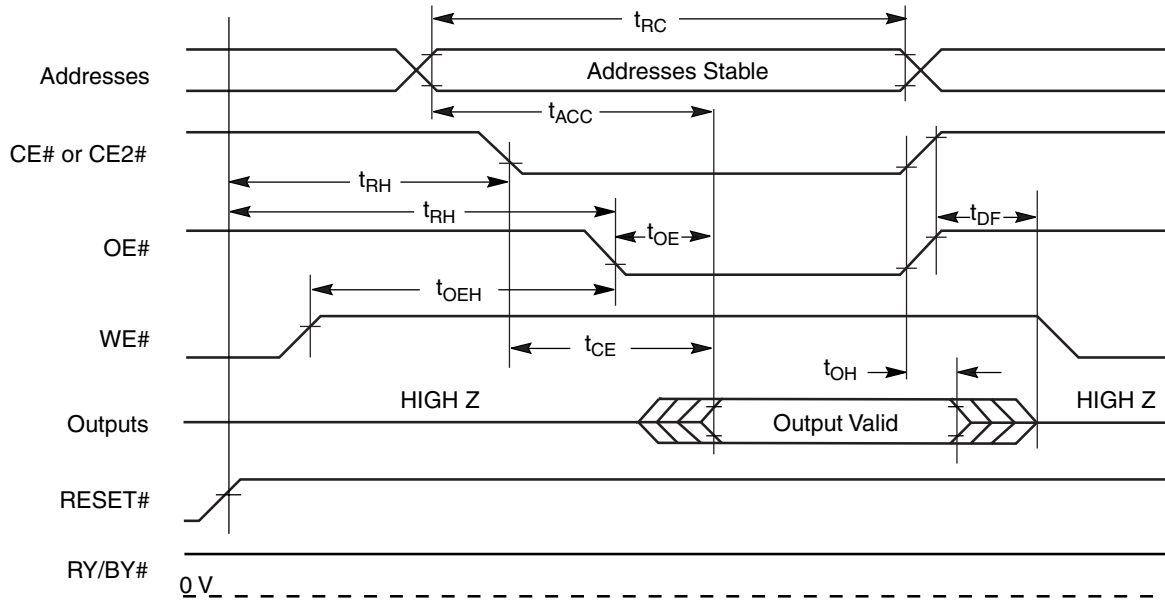 tRC
Addresses
Addresses Stable
tACC
CE# or CE2#
tRH
tRH
tOE
tDF
OE#
tOEH
WE#
tCE
tOH
HIGH Z
HIGH Z
Outputs
Output Valid
RESET#
RY/BY#
0 V